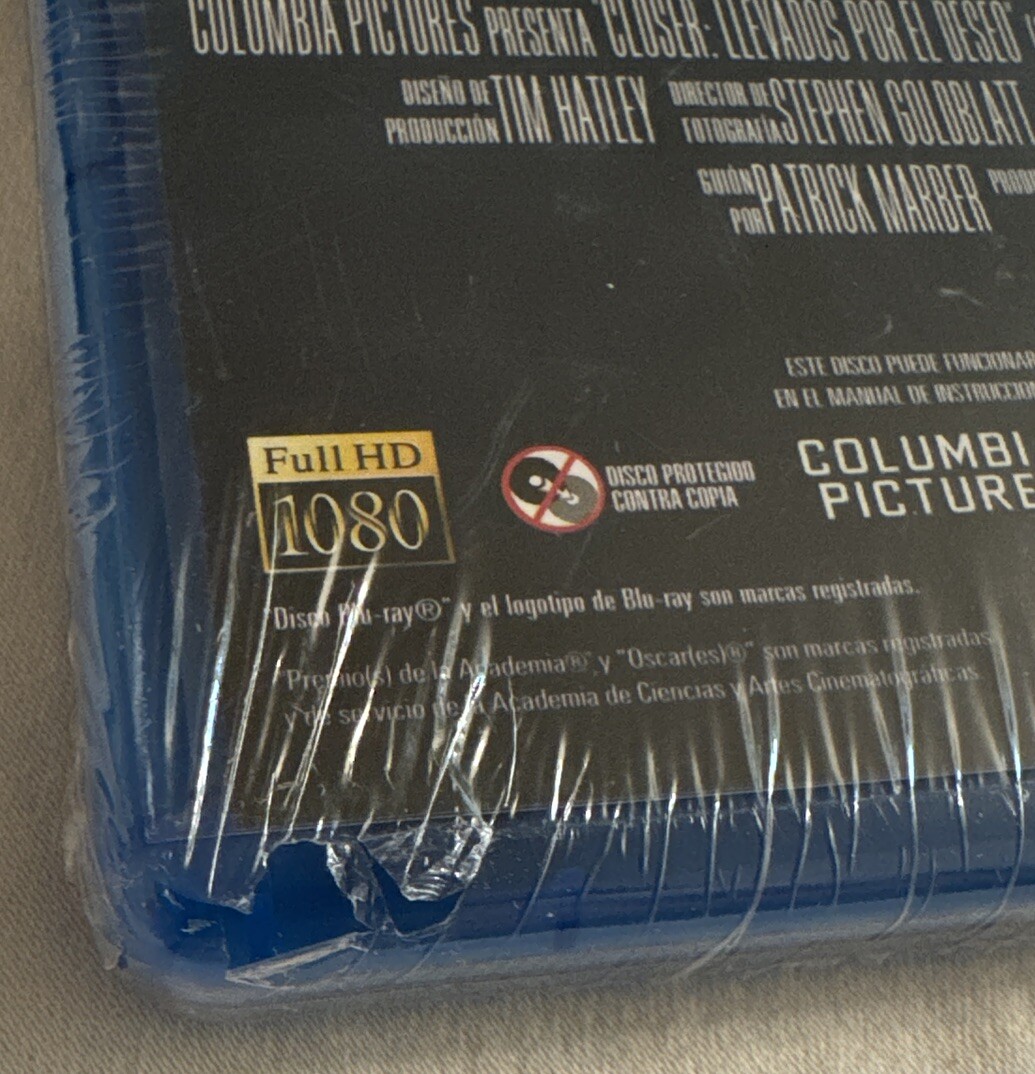 COLUMBIA PICTURES PRESENTA "CLOSER: LLEVADOS POR EL DESEO"
DISEÑO DE PRODUCCIÓN TIM HATLEY DIRECTOR DE FOTOGRAFÍA STEPHEN GOLDBLATT,
GUIÓN POR PATRICK MARBER
ESTE DISCO PUEDE FUNCIONAR
EN EL MANUAL DE INSTRUCCION
Full HD
1080
DISCO PROTEGIDO
CONTRA COPIA
COLUMBI
PICTURE
"Disco Blu-ray®" y el logotipo de Blu-ray son marcas registradas.
"Premio(s) de la Academia®" y "Oscar(es)®" son marcas registradas
y de servicio de la Academia de Ciencias y Artes Cinematográficas.